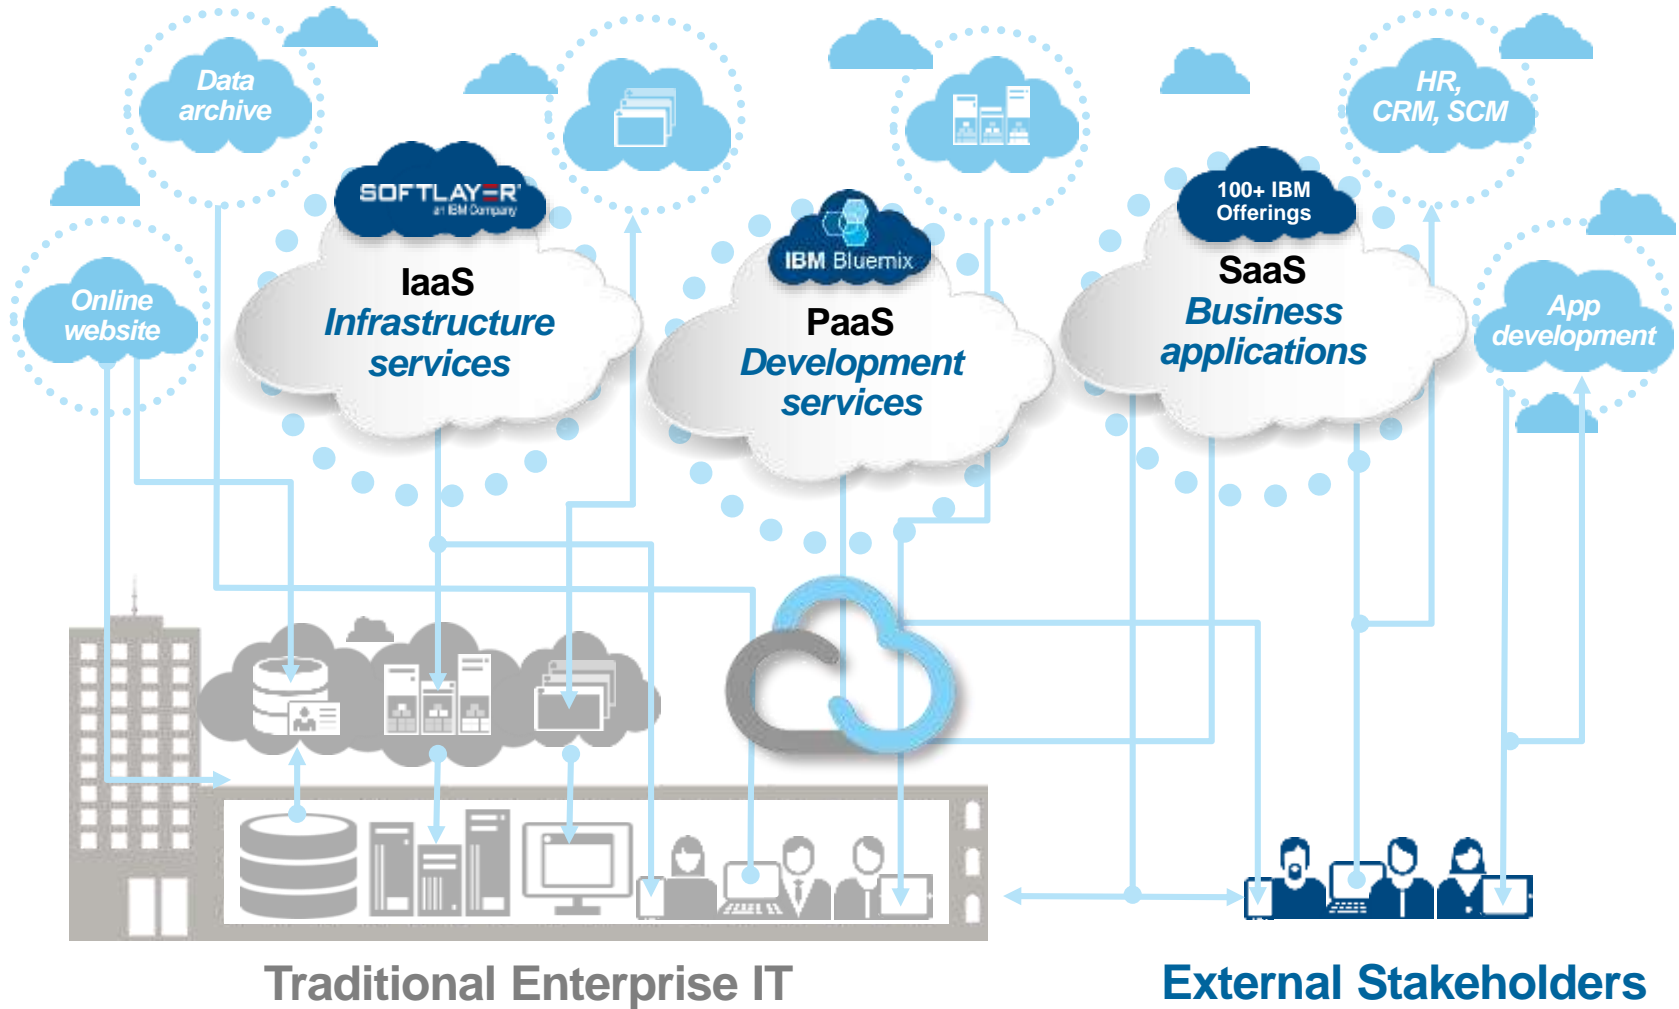 Data
archive
HR,
CRM, SCM
SOFTLAYER
an IBM Company
100+ IBM
Offerings
IBM Bluemix
IaaS
Infrastructure
services
SaaS
Business
applications
Online
website
PaaS
Development
services
App
development
Traditional Enterprise IT
External Stakeholders